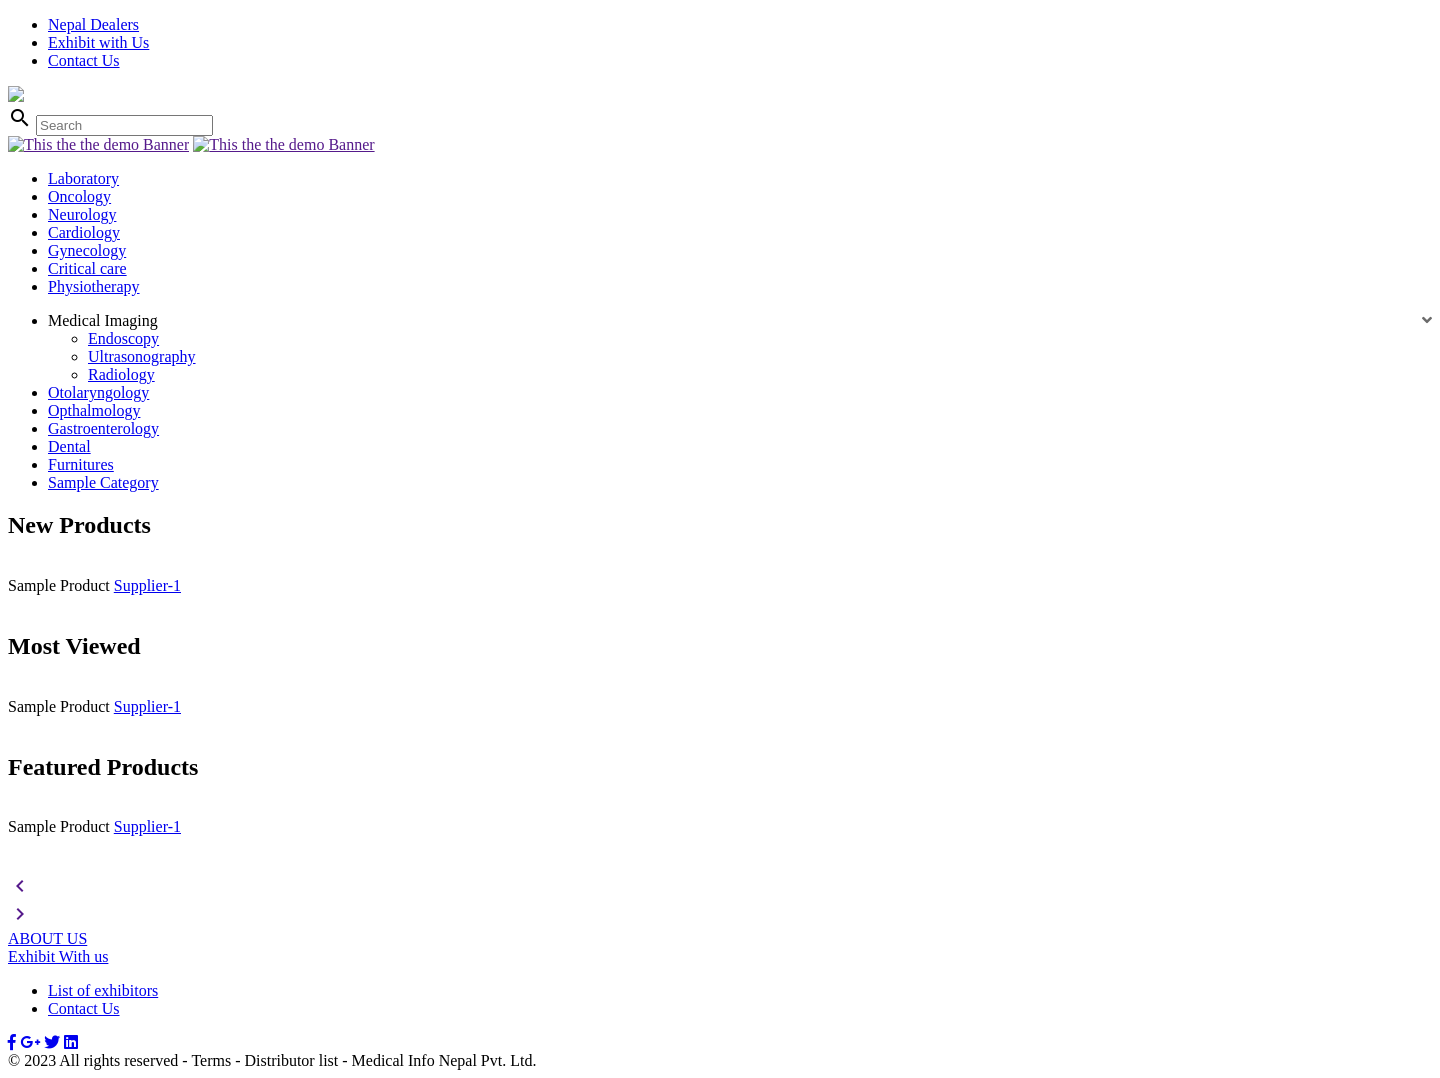 Nepal Dealers
Exhibit with Us
Contact Us
Search
This the the demo Banner This the the demo Banner
Laboratory
Oncology
Neurology
Cardiology
Gynecology
Critical care
Physiotherapy
Medical Imaging
Endoscopy
Ultrasonography
Radiology
Otolaryngology
Opthalmology
Gastroenterology
Dental
Furnitures
Sample Category
New Products
Sample Product Supplier-1
Most Viewed
Sample Product Supplier-1
Featured Products
Sample Product Supplier-1
ABOUT US
Exhibit With us
List of exhibitors
Contact Us
© 2023 All rights reserved - Terms - Distributor list - Medical Info Nepal Pvt. Ltd.